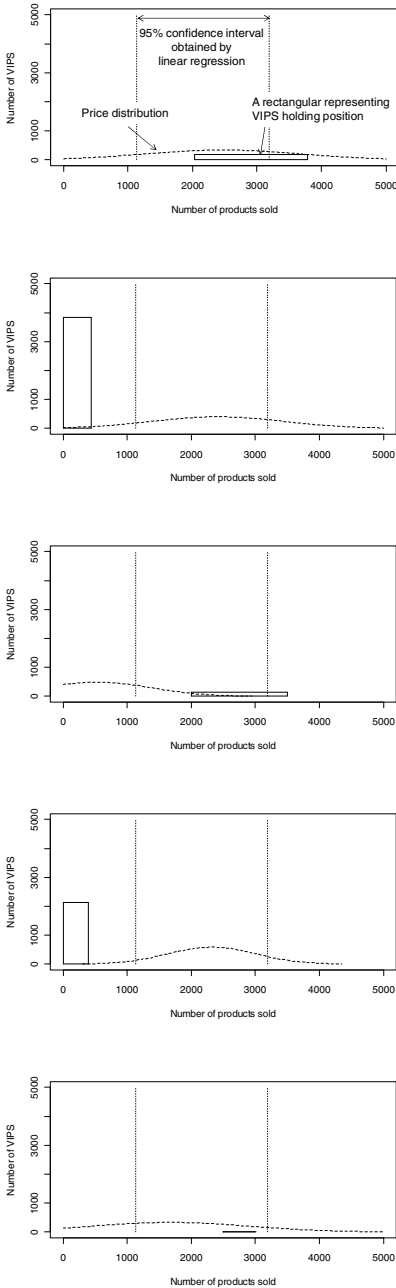 Number of VIPS
5000
3000
1000
0
95% confidence interval
obtained by
linear regression
Price distribution
A rectangular representing
VIPS holding position
0 1000 2000 3000 4000 5000
Number of products sold
Number of VIPS
5000
3000
1000
0
0 1000 2000 3000 4000 5000
Number of products sold
Number of VIPS
5000
3000
1000
0
0 1000 2000 3000 4000 5000
Number of products sold
Number of VIPS
5000
3000
1000
0
0 1000 2000 3000 4000 5000
Number of products sold
Number of VIPS
5000
3000
1000
0
0 1000 2000 3000 4000 5000
Number of products sold